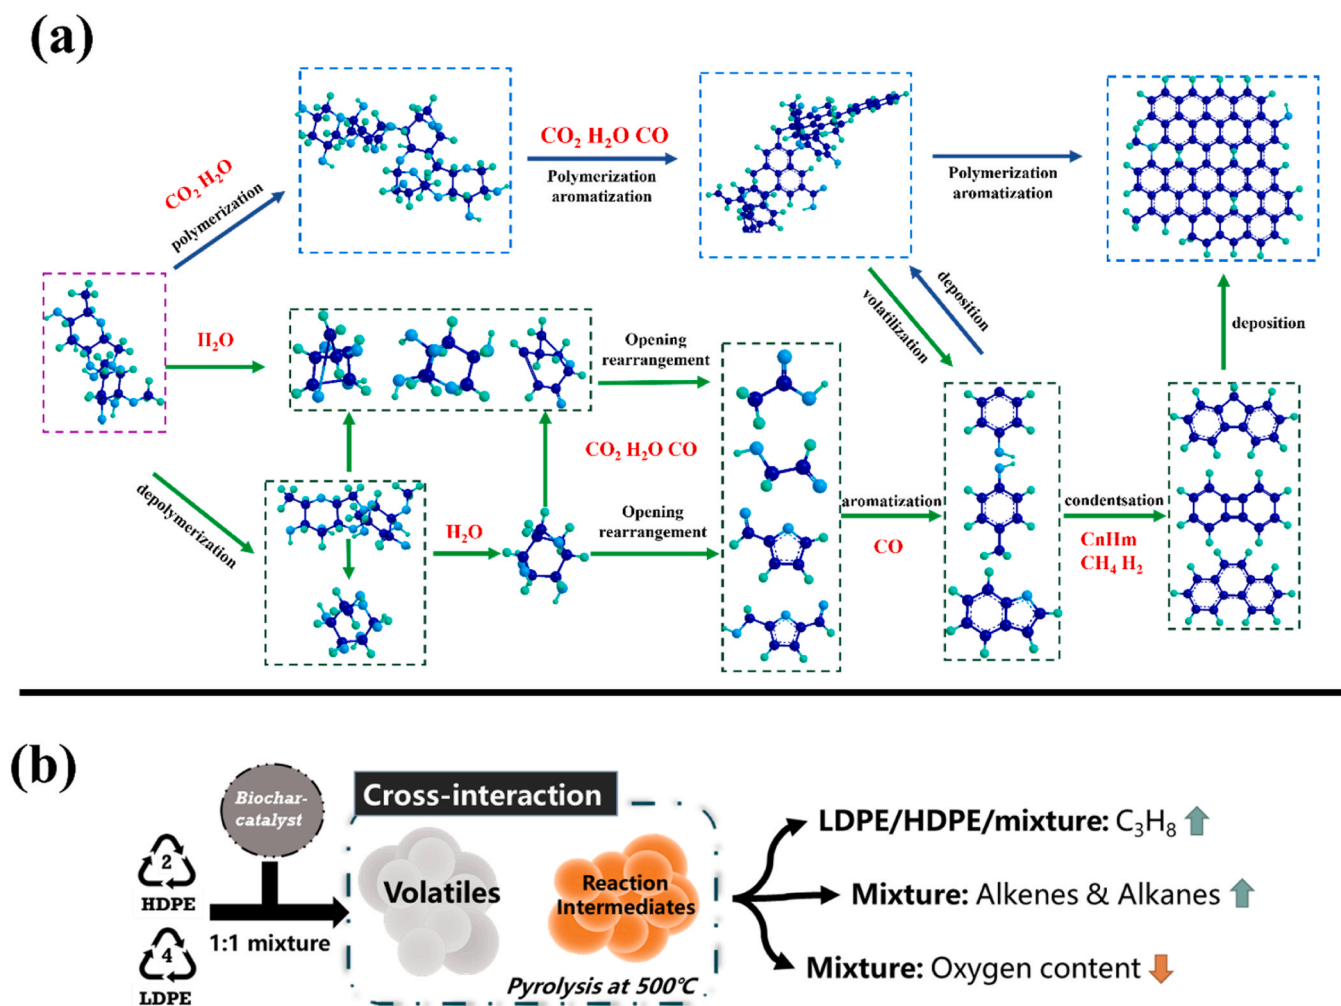 (a)
CO₂ H₂O
polymerization
CO₂ H₂O CO
Polymerization
aromatization
Polymerization
aromatization
volatilization
deposition
deposition
H₂O
Opening
rearrangement
CO₂ H₂O CO
depolymerization
H₂O
Opening
rearrangement
aromatization
CO
condentsation
CnHm
CH₄ H₂
(b)
Biochar-
catalyst
Cross-interaction
2
HDPE
1:1 mixture
4
LDPE
Volatiles
Reaction
Intermediates
Pyrolysis at 500℃
LDPE/HDPE/mixture: C₃H₈
Mixture: Alkenes & Alkanes
Mixture: Oxygen content